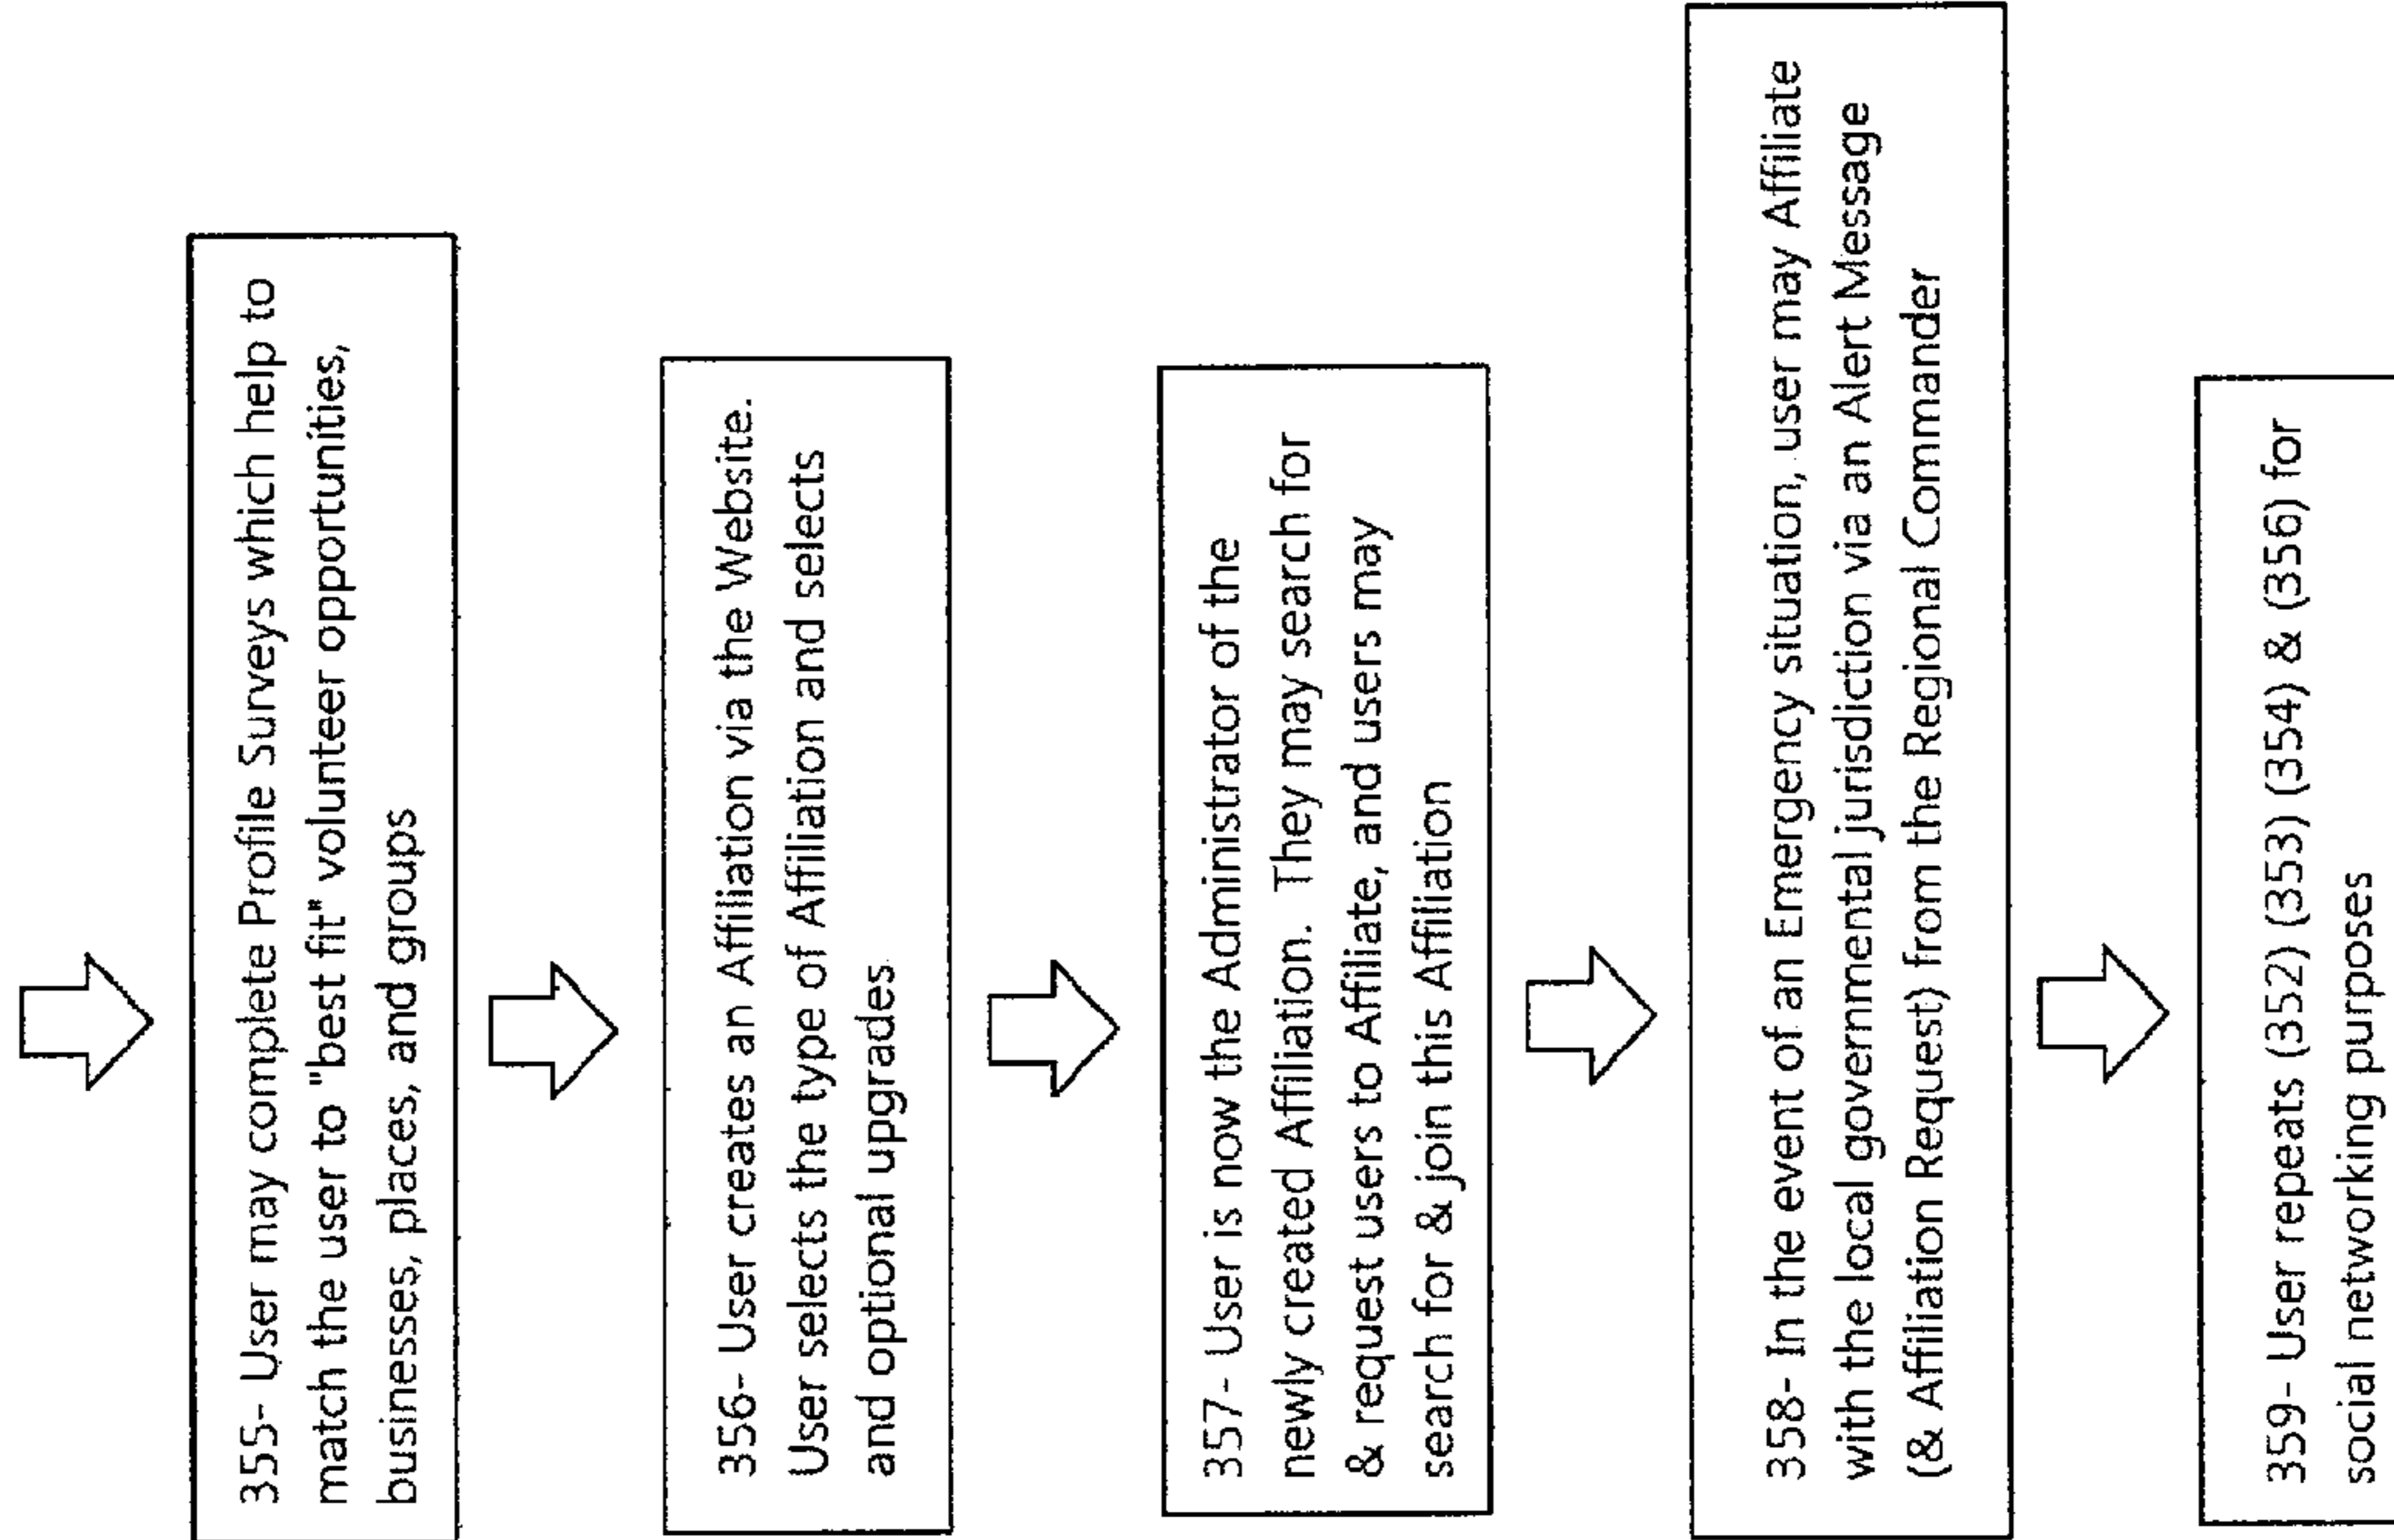 355- User may complete Profile Surveys which help to
match the user to "best fit" volunteer opportunities,
businesses, places, and groups
356- User creates an Affiliation via the Website.
User selects the type of Affiliation and selects
and optional upgrades
357- User is now the Administrator of the
newly created Affiliation. They may search for
& request users to Affiliate, and users may
search for & join this Affiliation
358- In the event of an Emergency situation, user may Affiliate
with the local governmental jurisdiction via an Alert Message
(& Affiliation Request) from the Regional Commander
359- User repeats (352) (353) (354) & (356) for
social networking purposes